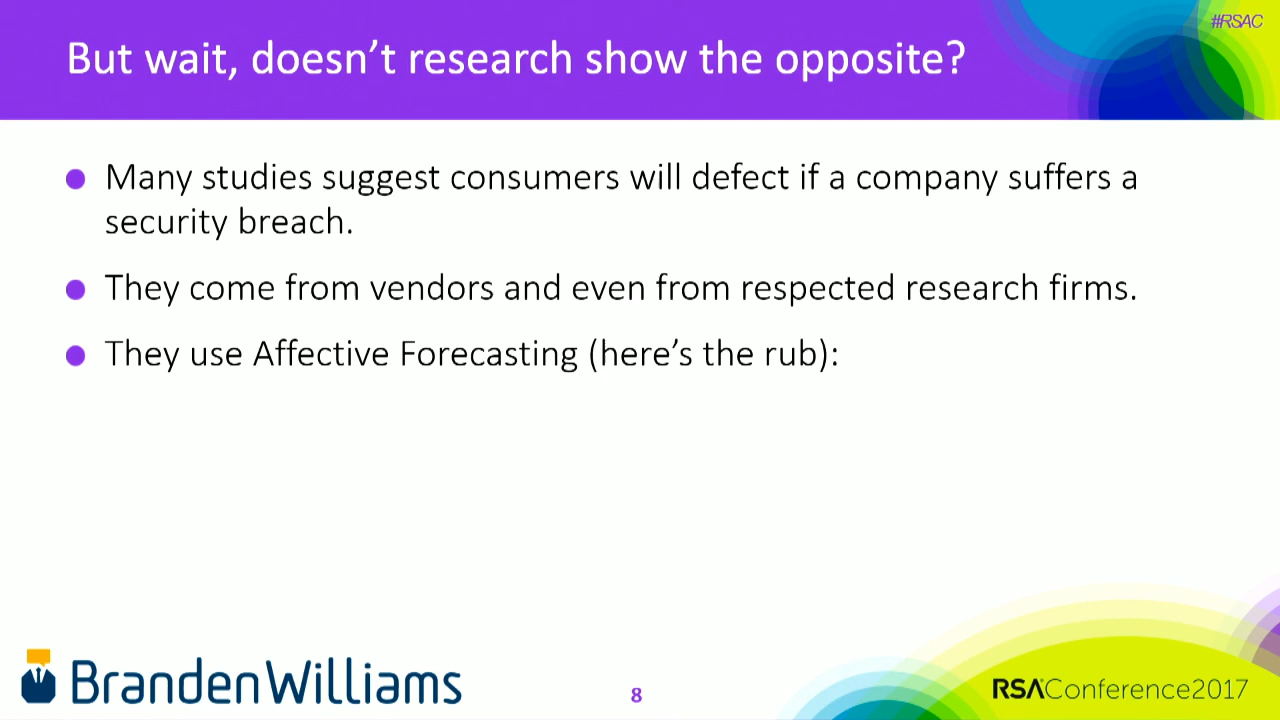 #RSAC
But wait, doesn't research show the opposite?
Many studies suggest consumers will defect if a company suffers a
security breach.
They come from vendors and even from respected research firms.
They use Affective Forecasting (here's the rub):
BrandenWilliams
8
RSAConference2017